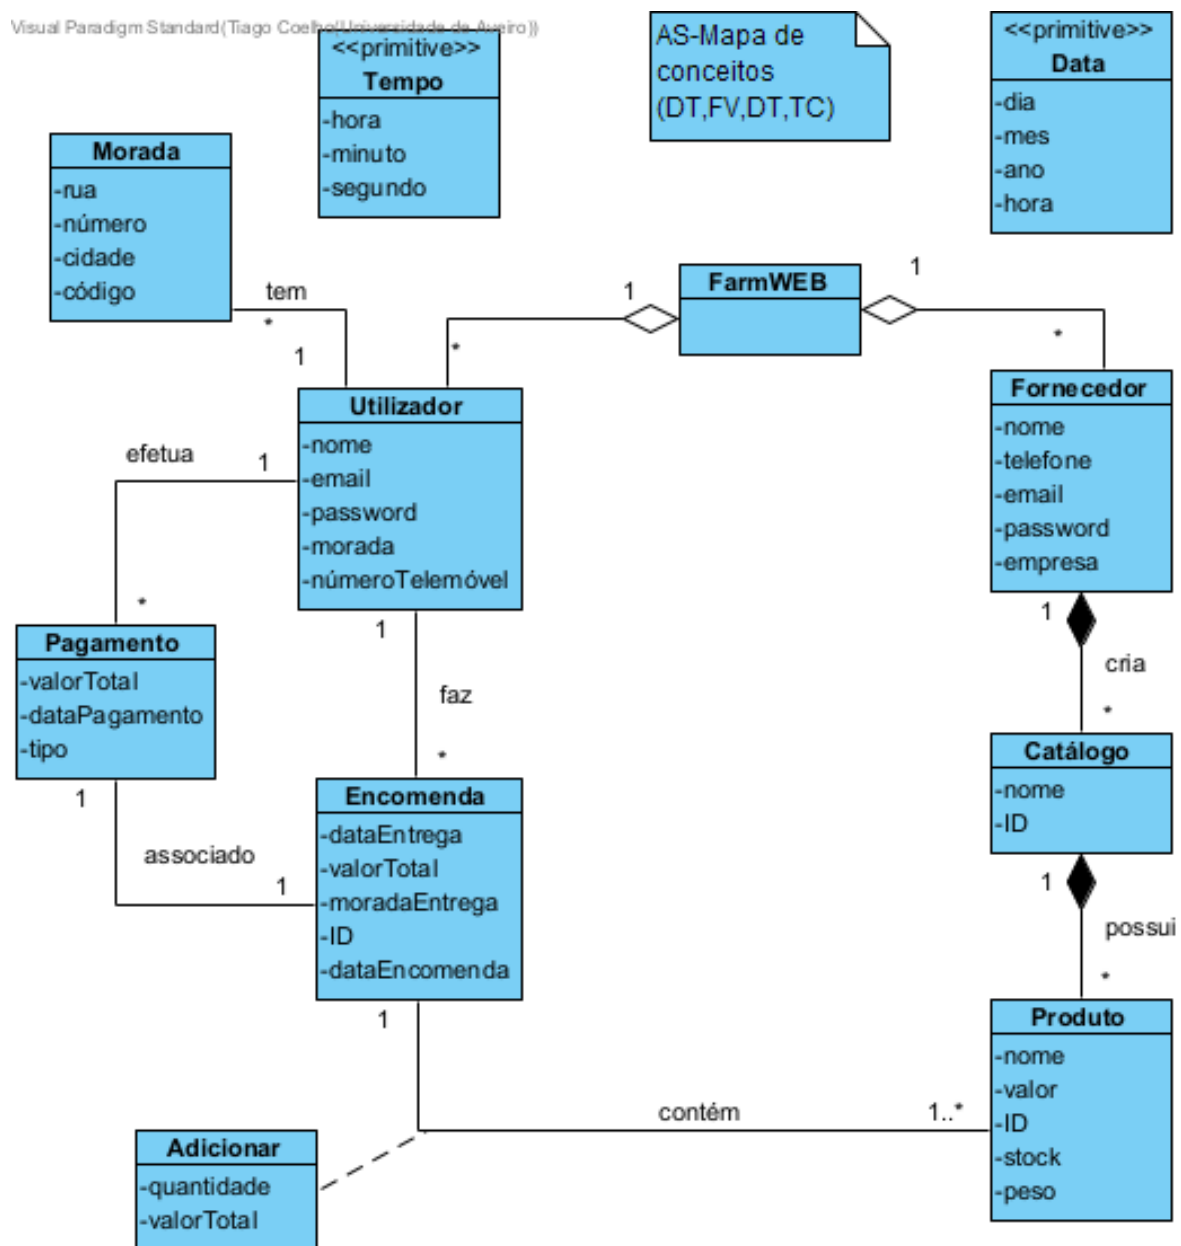 Visual Paradigm Standard(Tiago Coelho(Universidade de Aveiro))
<<primitive>>
Tempo
-hora
-minuto
-segundo
AS-Mapa de
conceitos
(DT,FV,DT,TC)
<<primitive>>
Data
-dia
-mes
-ano
-hora
Morada
-rua
-número
-cidade
-código
tem
*
1
FarmWEB
1
*
1
*
Utilizador
-nome
-email
-password
-morada
-númeroTelemóvel
Fornecedor
-nome
-telefone
-email
-password
-empresa
efetua
1
*
Pagamento
-valorTotal
-dataPagamento
-tipo
1
faz
*
1
cria
*
Catálogo
-nome
-ID
1
associado
1
Encomenda
-dataEntrega
-valorTotal
-moradaEntrega
-ID
-dataEncomenda
1
possui
*
Produto
-nome
-valor
-ID
-stock
-peso
1
contém
1..*
Adicionar
-quantidade
-valorTotal